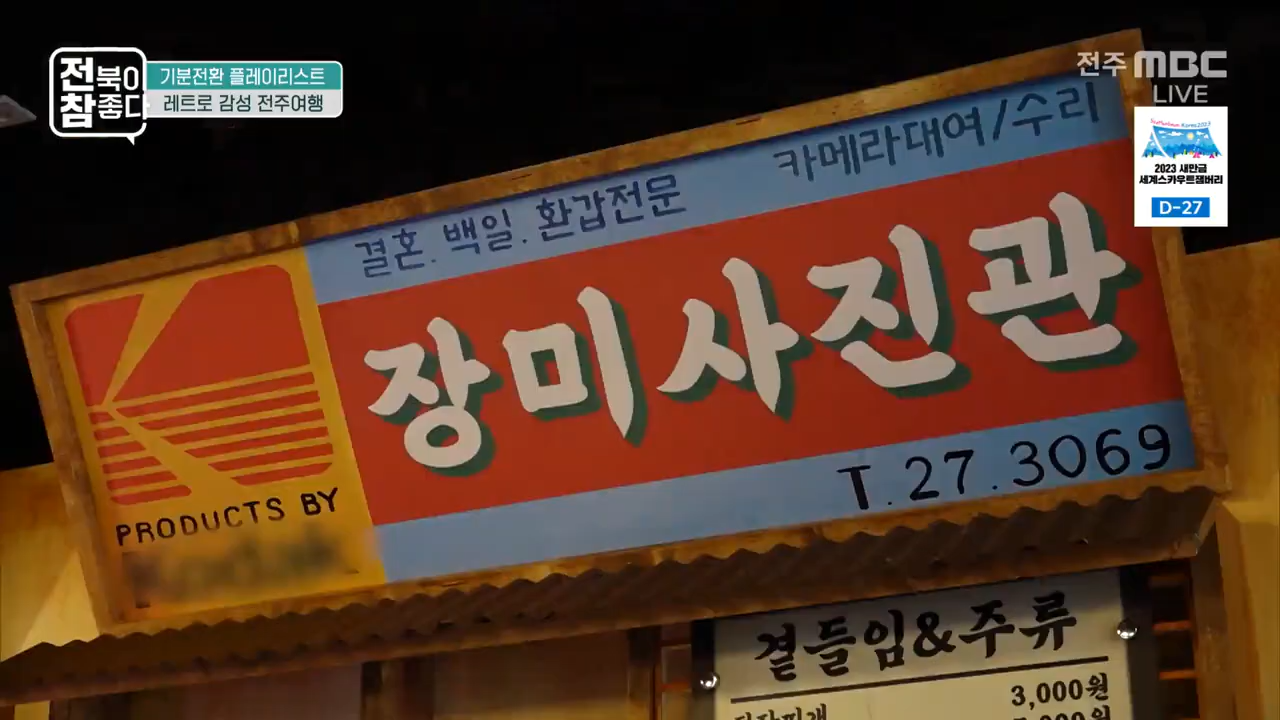 전북이
참좋다
기분전환 플레이리스트
레트로 감성 전주여행
전주 MBC
LIVE
2023 새만금
세계스카우트잼버리
D-27
결혼. 백일. 환갑전문
카메라대여/수리
장미사진관
T. 27. 3069
PRODUCTS BY
곁들임&주류
3,000원